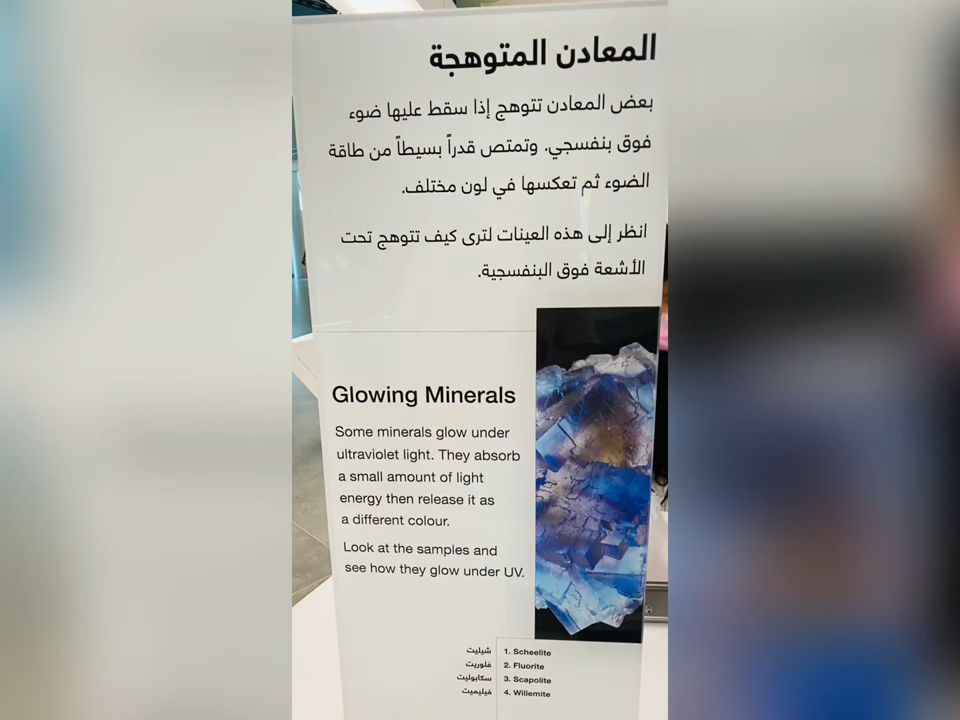 المعادن المتوهجة
بعض المعادن تتوهج إذا سقط عليها ضوء
فوق بنفسجي. وتمتص قدراً بسيطاً من طاقة
الضوء ثم تعكسها في لون مختلف.
انظر إلى هذه العينات لترى كيف تتوهج تحت
الأشعة فوق البنفسجية.
Glowing Minerals
Some minerals glow under
ultraviolet light. They absorb
a small amount of light
energy then release it as
a different colour.
Look at the samples and
see how they glow under UV.
شيليت 1. Scheelite
فلوريت 2. Fluorite
سكابوليت 3. Scapolite
فيليميت 4. Willemite